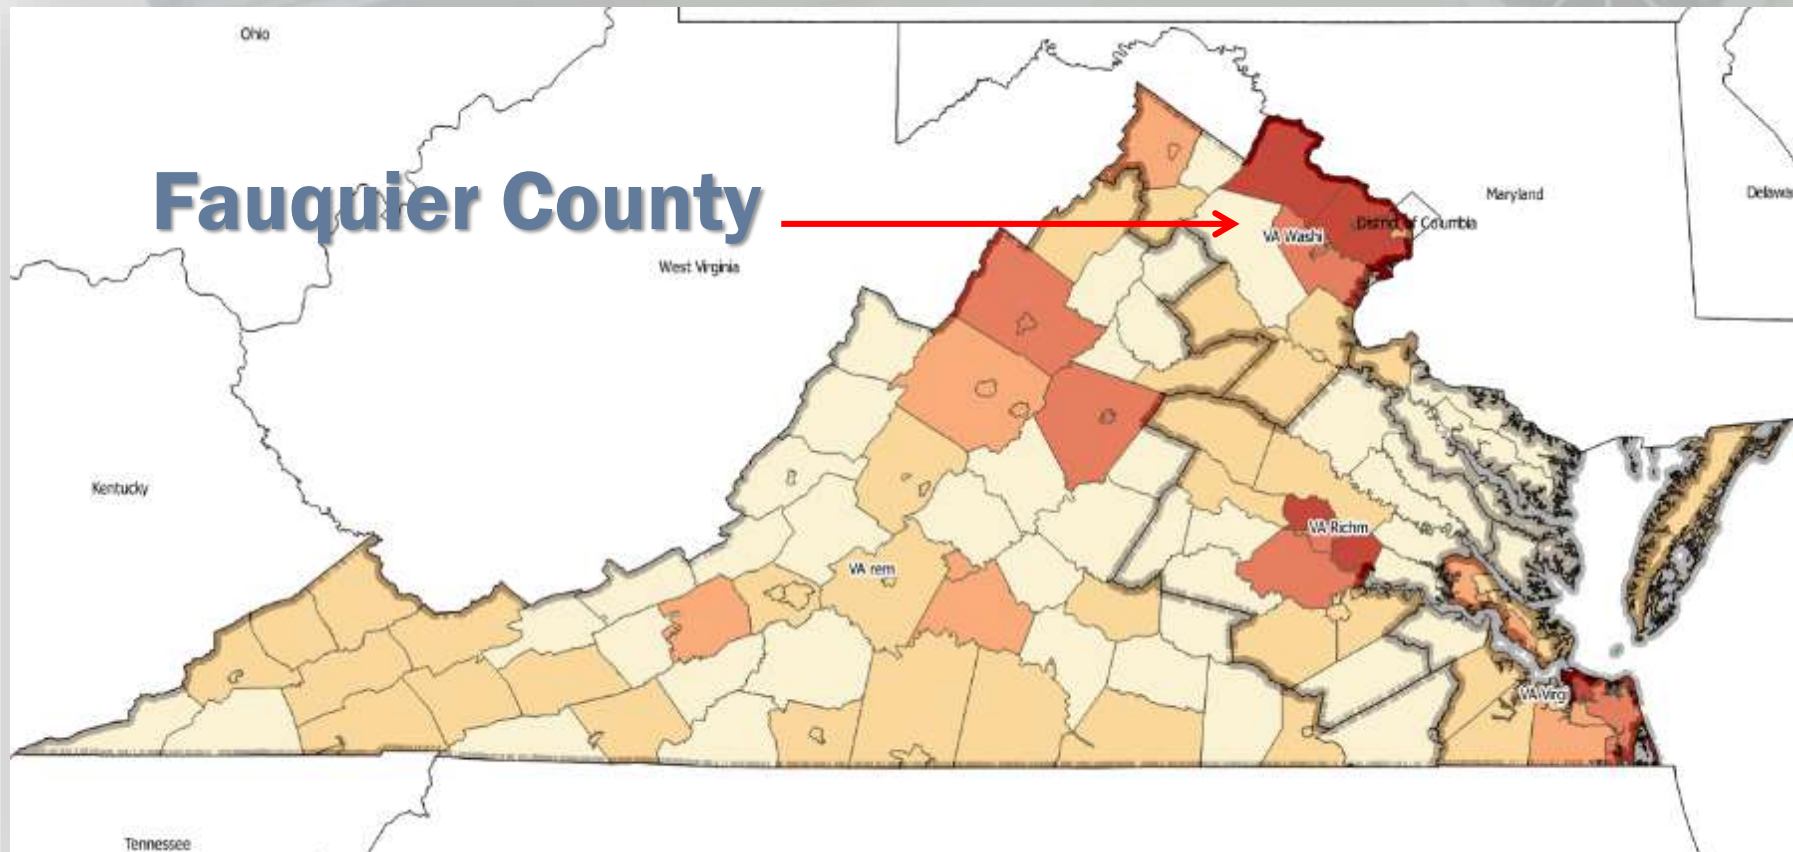 Ohio
Fauquier County
Maryland
Delawa
District of Columbia
VA Washi
West Virginia
Kentucky
VA Richm
VA rem
VA Virg
Tennessee